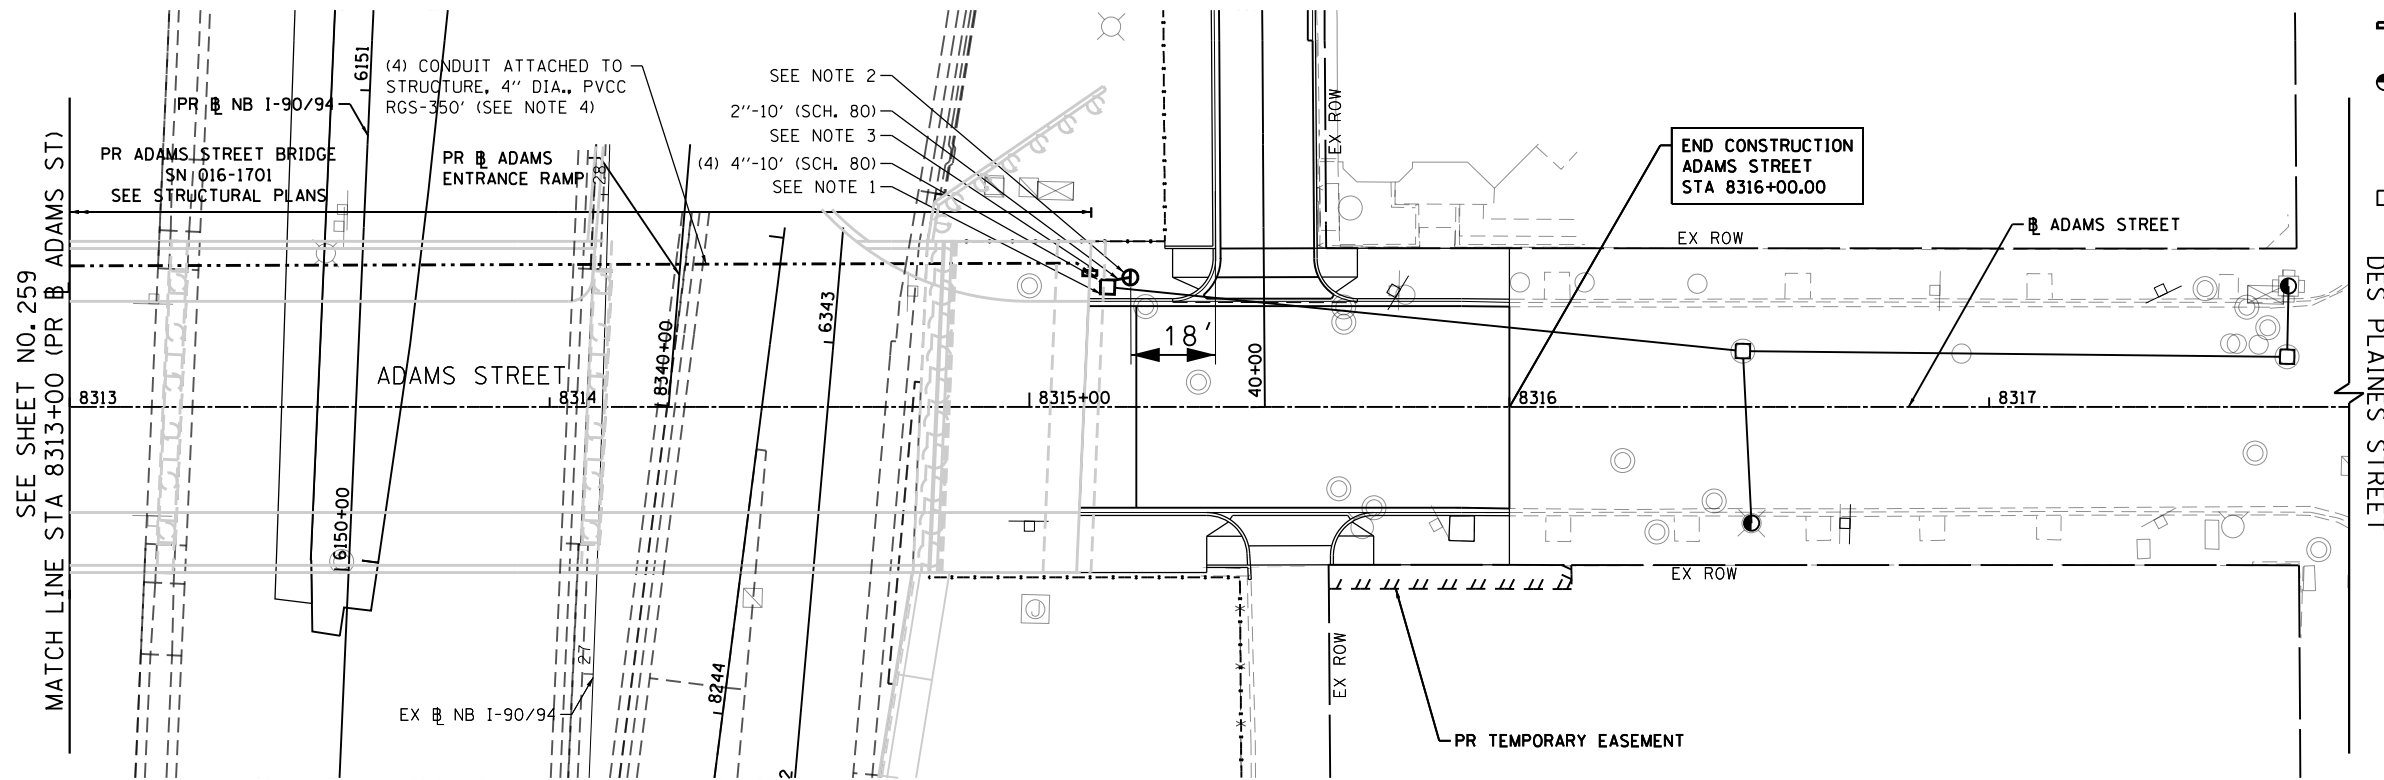 6151
(4) CONDUIT ATTACHED TO
STRUCTURE, 4'' DIA., PVCC
RGS-350' (SEE NOTE 4)
PR ℄ NB I-90/94
PR ADAMS STREET BRIDGE
SN 016-1701
SEE STRUCTURAL PLANS
PR ℄ ADAMS
ENTRANCE RAMP
28
SEE NOTE 2
2''-10' (SCH. 80)
SEE NOTE 3
(4) 4''-10' (SCH. 80)
SEE NOTE 1
EX ROW
END CONSTRUCTION
ADAMS STREET
STA 8316+00.00
EX ROW
℄ ADAMS STREET
SEE SHEET NO. 259
MATCH LINE STA 8313+00 (PR ℄ ADAMS ST)
DES PLAINES STREET
6343
8340+00
18'
40+00
ADAMS STREET
8313
8314
8315+00
8316
8317
6150+00
EX ROW
J
27
8244
EX ROW
EX ℄ NB I-90/94
PR TEMPORARY EASEMENT
2